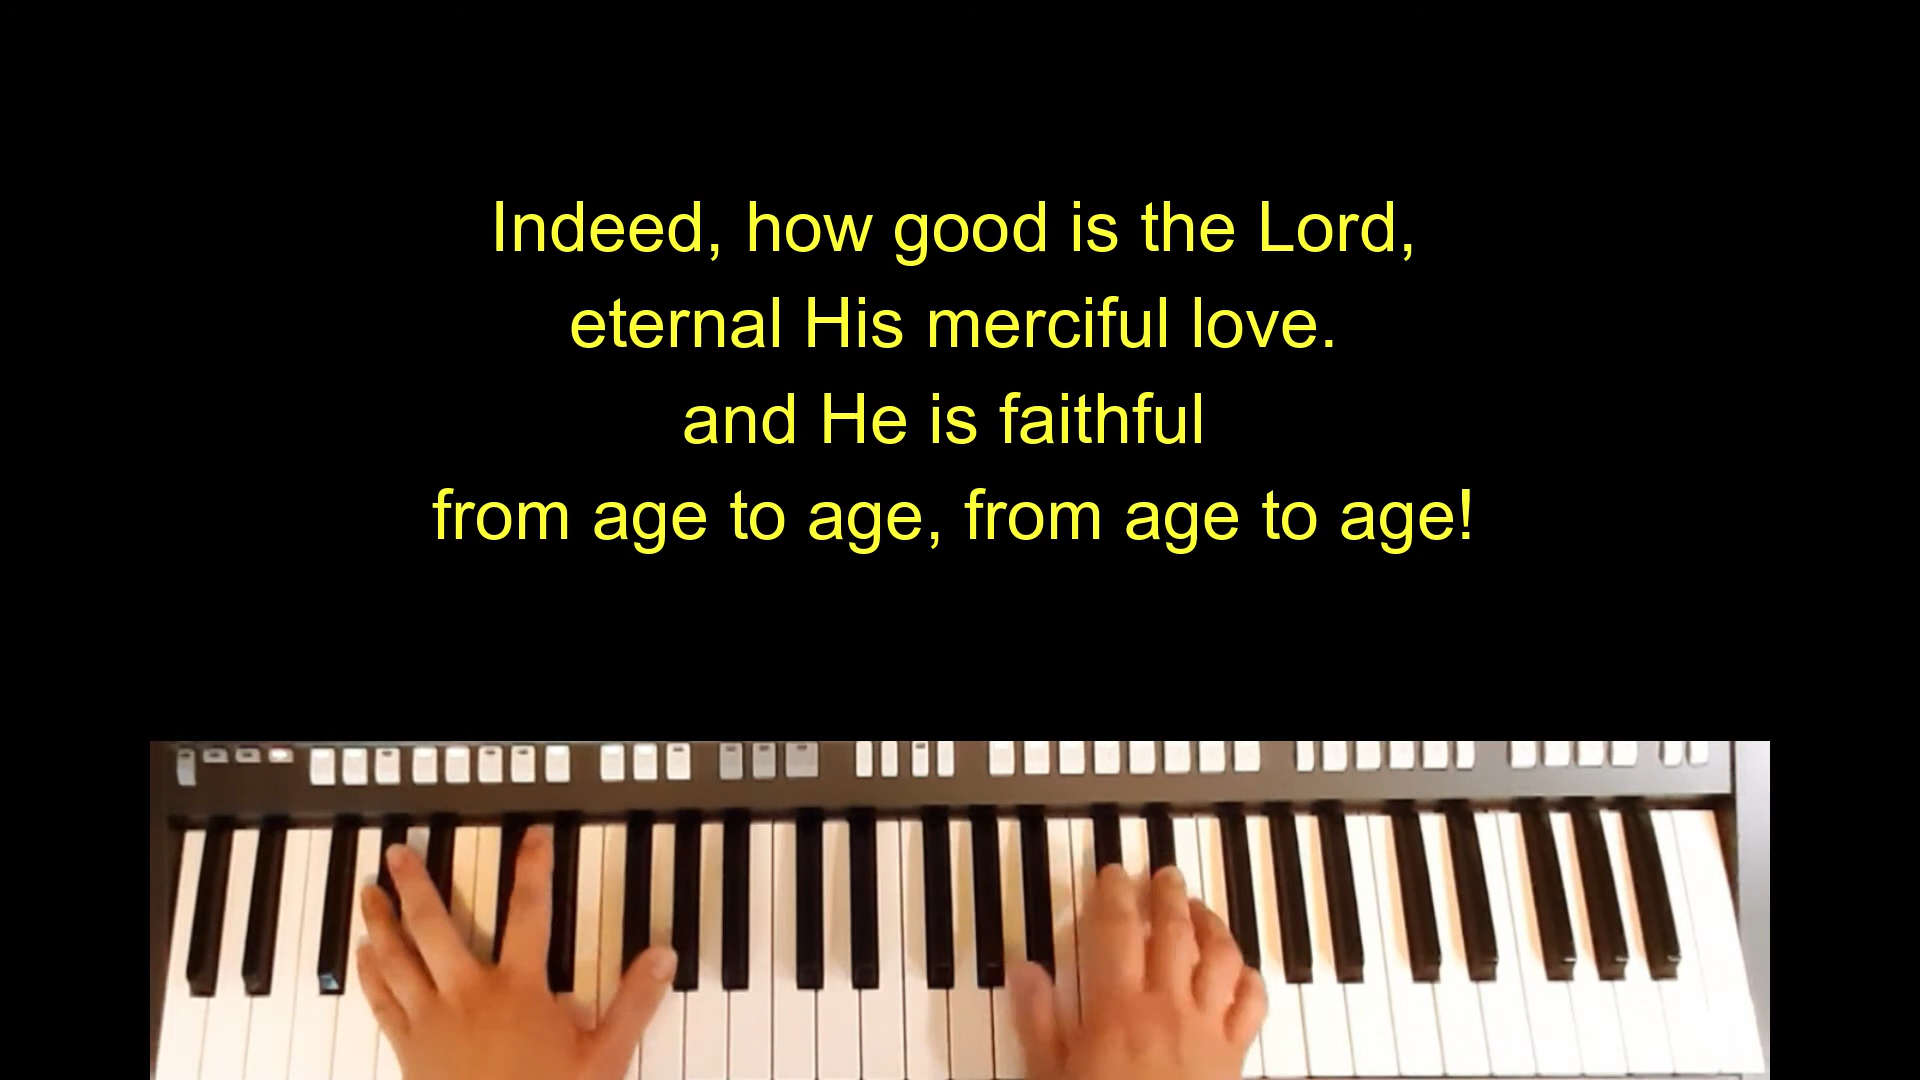 Indeed, how good is the Lord,
eternal His merciful love.
and He is faithful
from age to age, from age to age!